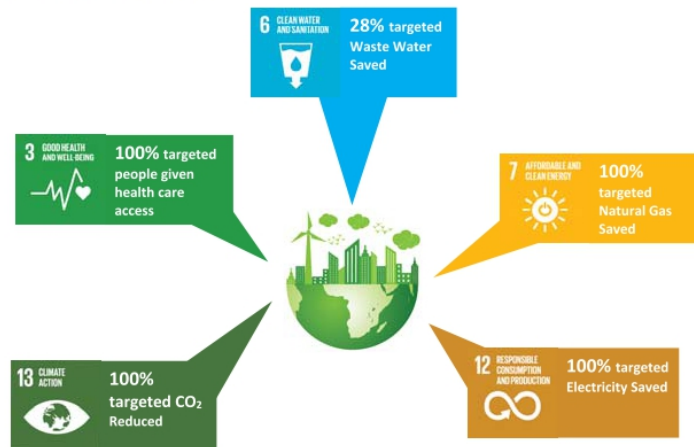 6 CLEAN WATER
AND SANITATION
28% targeted
Waste Water
Saved
3 GOOD HEALTH
AND WELL-BEING
100% targeted
people given
health care
access
7 AFFORDABLE AND
CLEAN ENERGY
100%
targeted
Natural Gas
Saved
13 CLIMATE
ACTION
100%
targeted CO₂
Reduced
12 RESPONSIBLE
CONSUMPTION
AND PRODUCTION
100% targeted
Electricity Saved